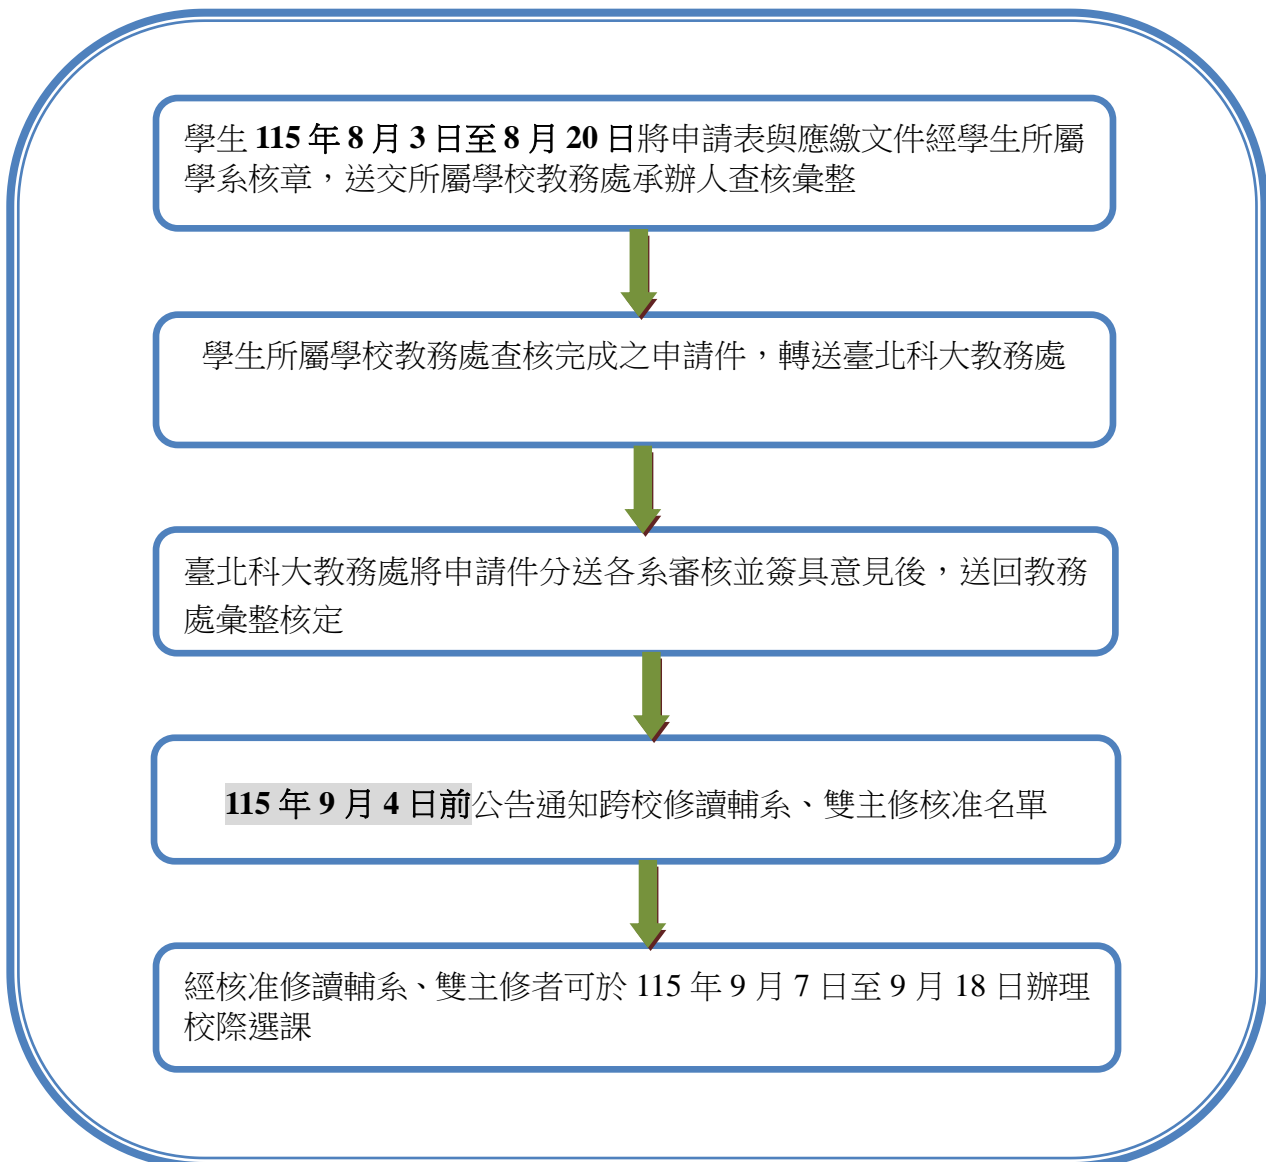 學生 115 年 8 月 3 日至 8 月 20 日將申請表與應繳文件經學生所屬
學系核章，送交所屬學校教務處承辦人查核彙整
學生所屬學校教務處查核完成之申請件，轉送臺北科大教務處
臺北科大教務處將申請件分送各系審核並簽具意見後，送回教務
處彙整核定
115 年 9 月 4 日前公告通知跨校修讀輔系、雙主修核准名單
經核准修讀輔系、雙主修者可於 115 年 9 月 7 日至 9 月 18 日辦理
校際選課